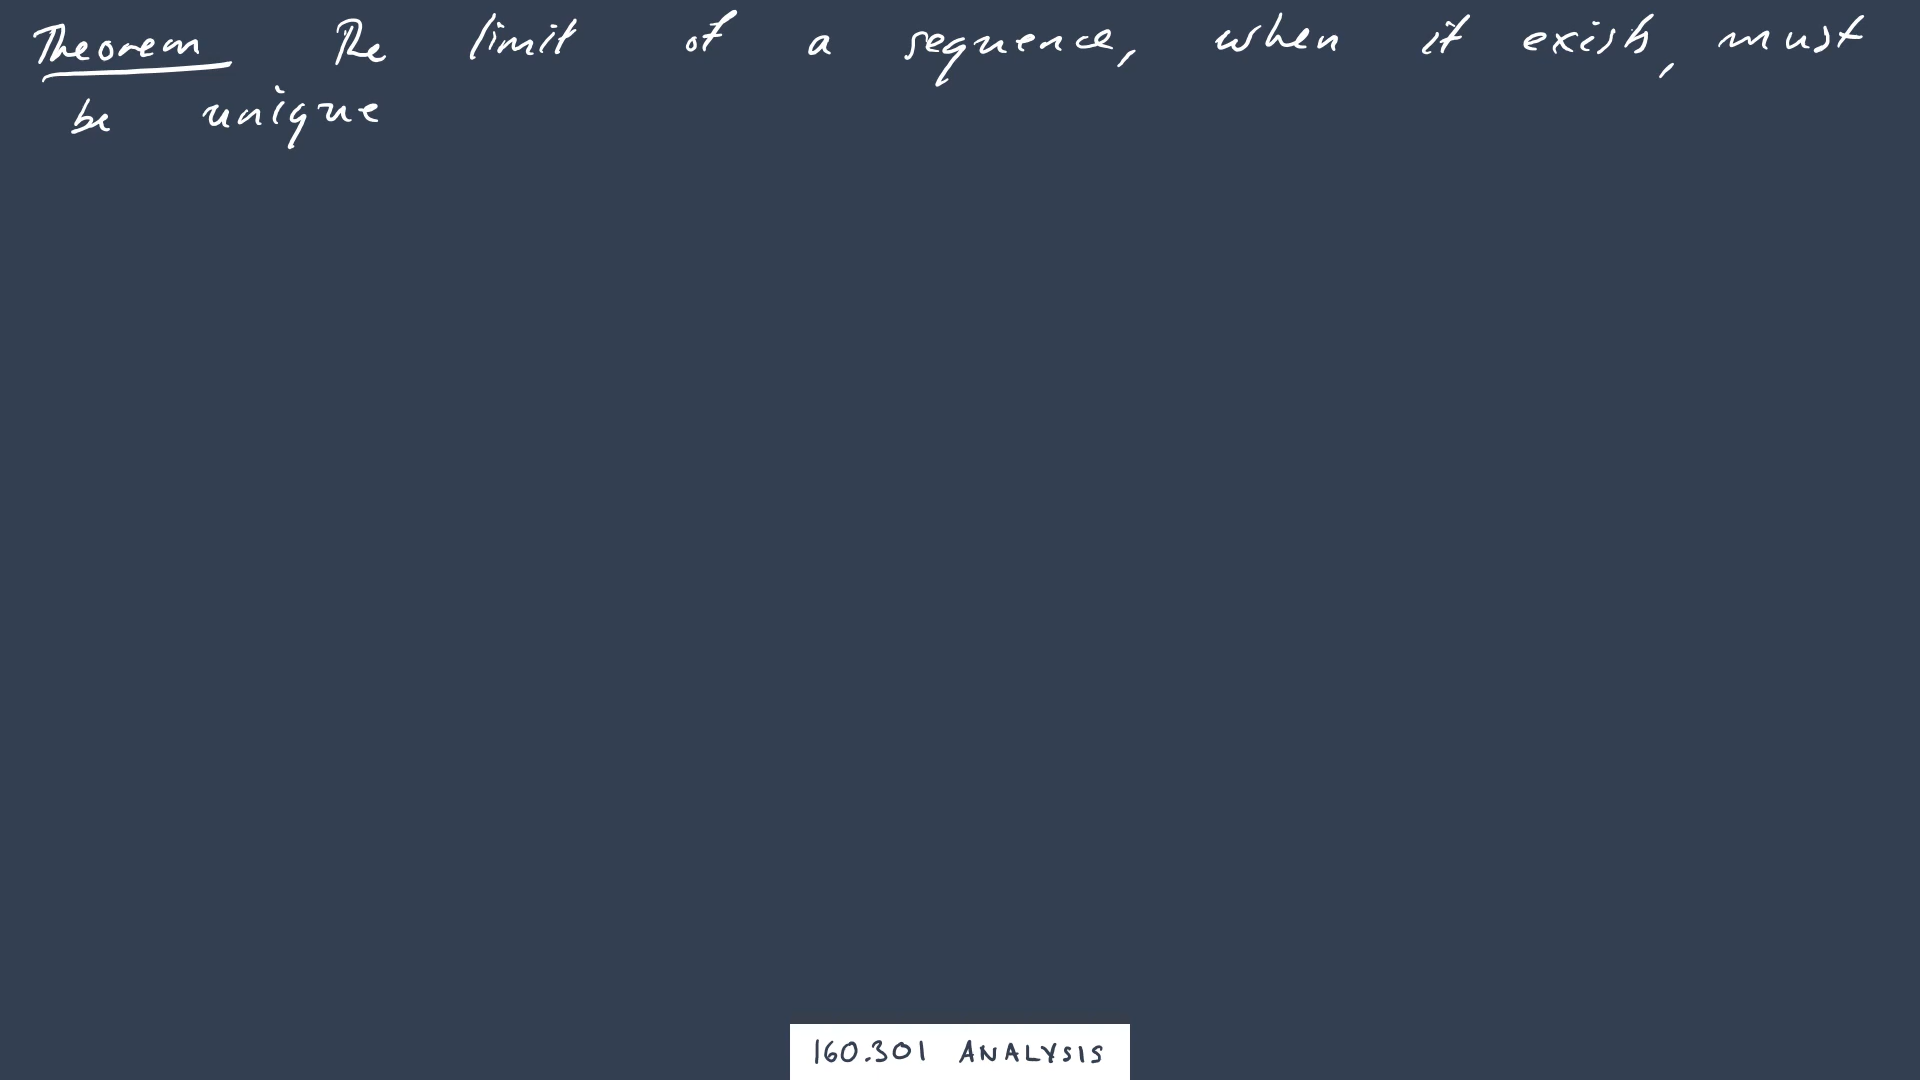 Theorem The limit of a sequence, when it exists, must
be unique
160.301 ANALYSIS